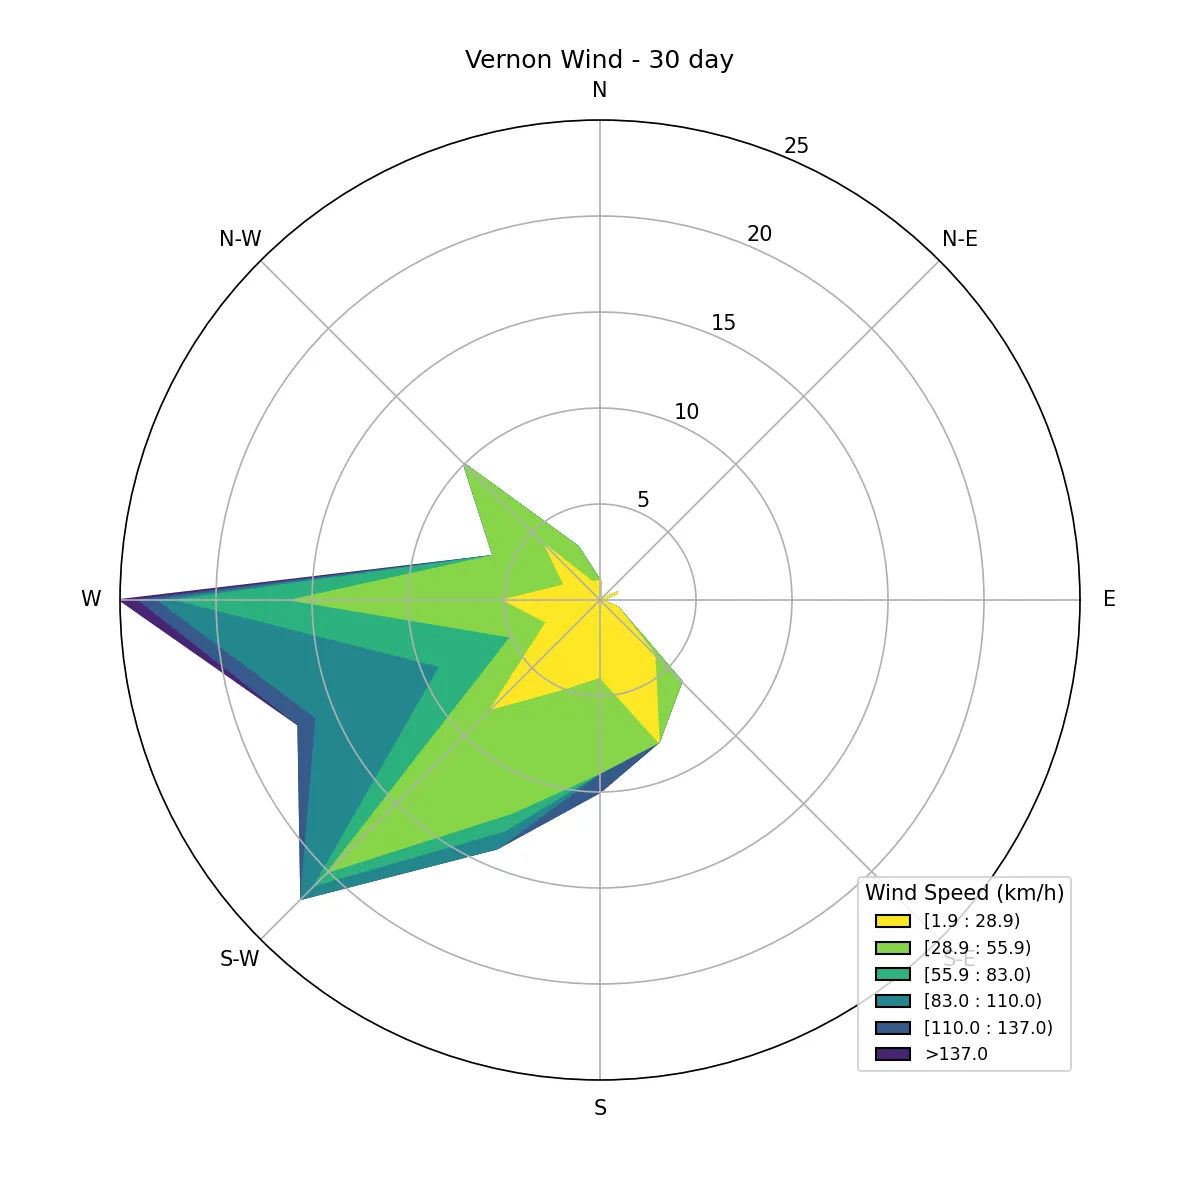 Vernon Wind - 30 day
N
25
N-W
N-E
20
15
10
5
W
E
Wind Speed (km/h)
[1.9 : 28.9)
[28.9 : 55.9)
S-W
S-E
[55.9 : 83.0)
[83.0 : 110.0)
[110.0 : 137.0)
>137.0
S